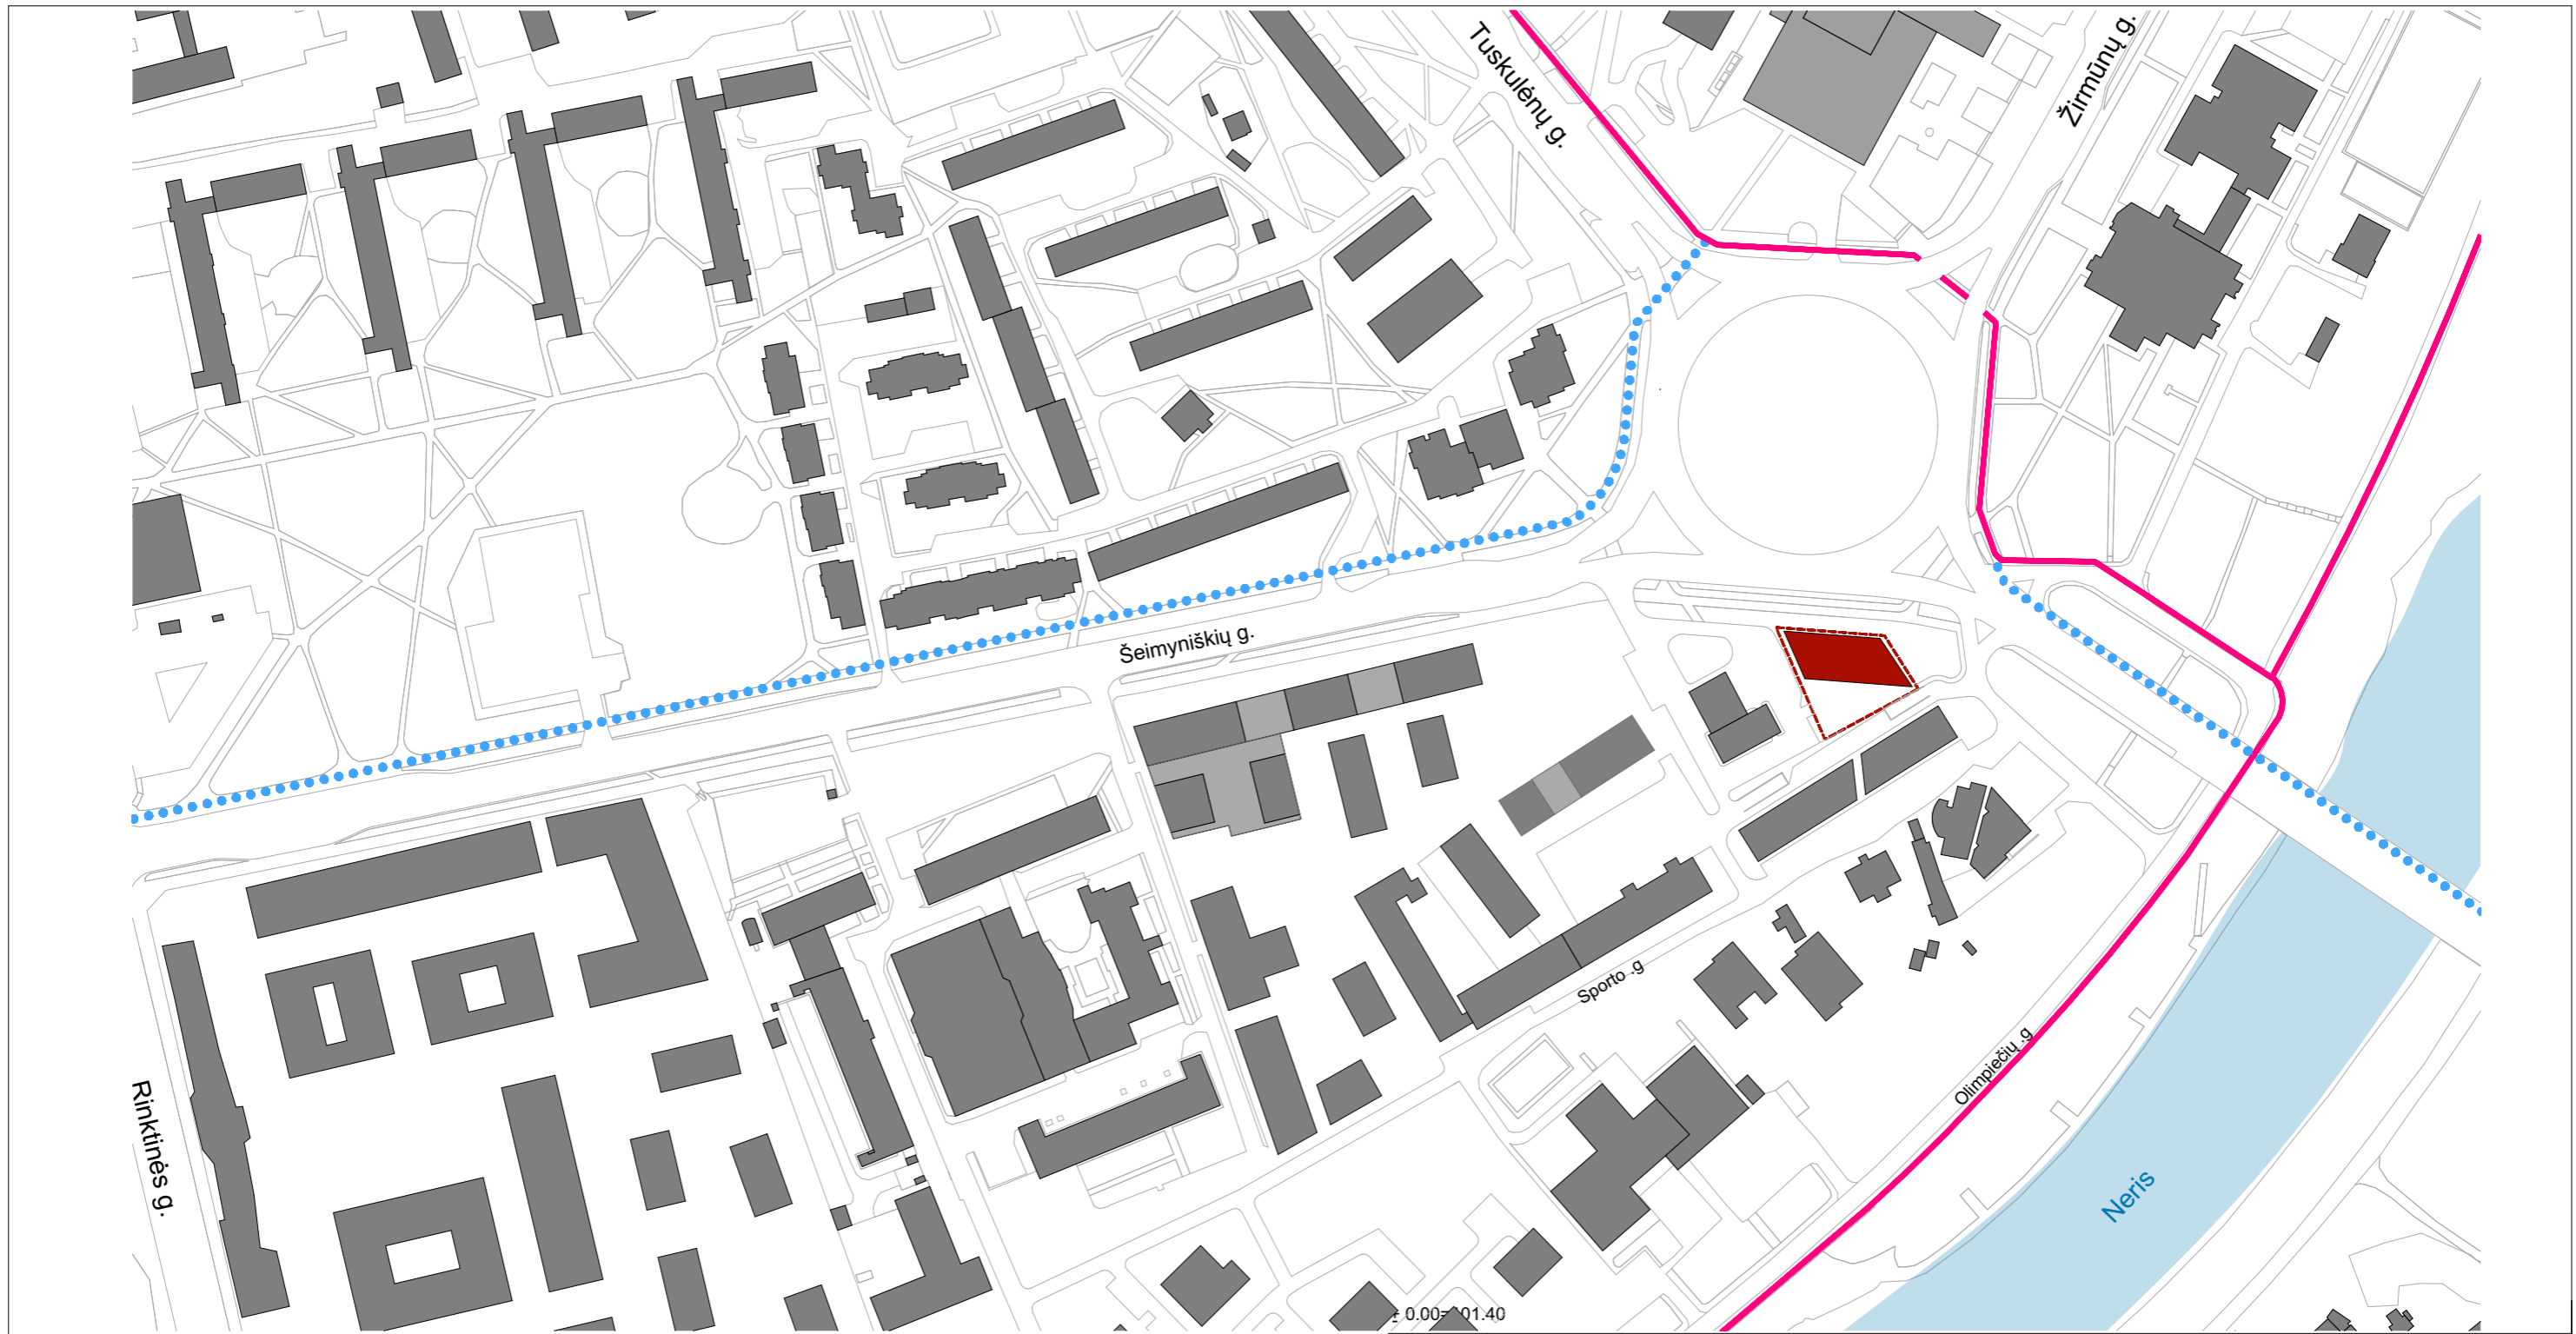 Tuskulėnų g.
Žirmūnų g.
Šeimyniškių g.
Sporto .g
Olimpiečių .g
Rinktinės g.
Neris